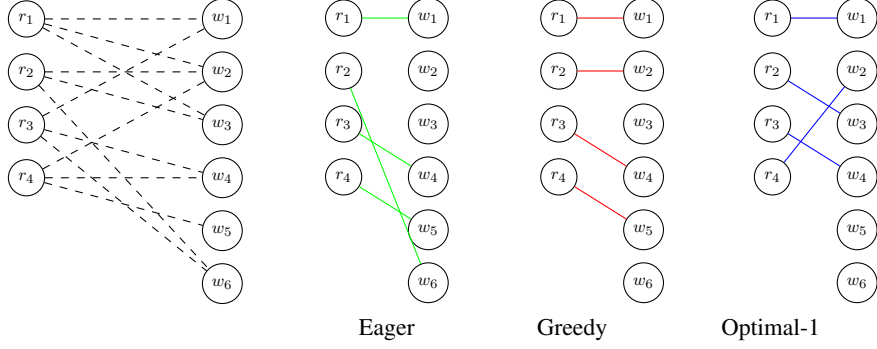 r1 w1 r1 w1 r1 w1 r1 w1
r2 w2 r2 w2 r2 w2 r2 w2
r3 w3 r3 w3 r3 w3 r3 w3
r4 w4 r4 w4 r4 w4 r4 w4
w5 w5 w5 w5
w6 w6 w6 w6
Eager Greedy Optimal-1